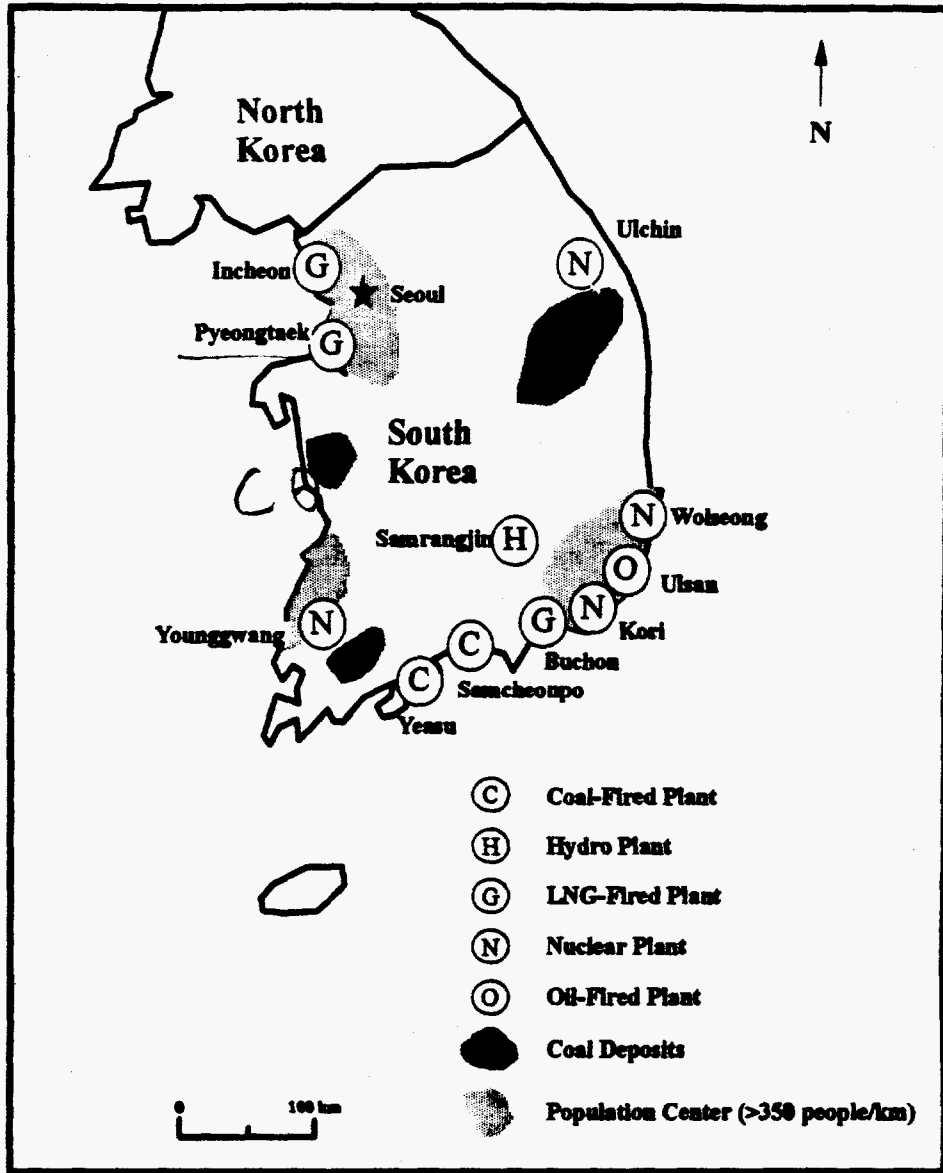 North
Korea
N
Ulchin
Incheon
G
N
Seoul
Pyeongtaek
G
South
Korea
N
Wolseong
Samrangjin
H
O
Ulsan
N
Kori
G
Buchon
Younggwang
N
C
Samcheonpo
C
Yeasu
C Coal-Fired Plant
H Hydro Plant
G LNG-Fired Plant
N Nuclear Plant
O Oil-Fired Plant
Coal Deposits
0 100 km
Population Center (>350 people/km)